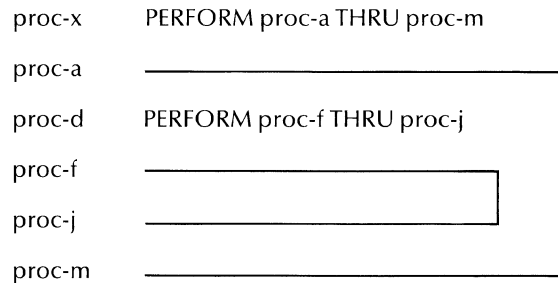 proc-x PERFORM proc-a THRU proc-m
proc-a
proc-d PERFORM proc-f THRU proc-j
proc-f
proc-j
proc-m